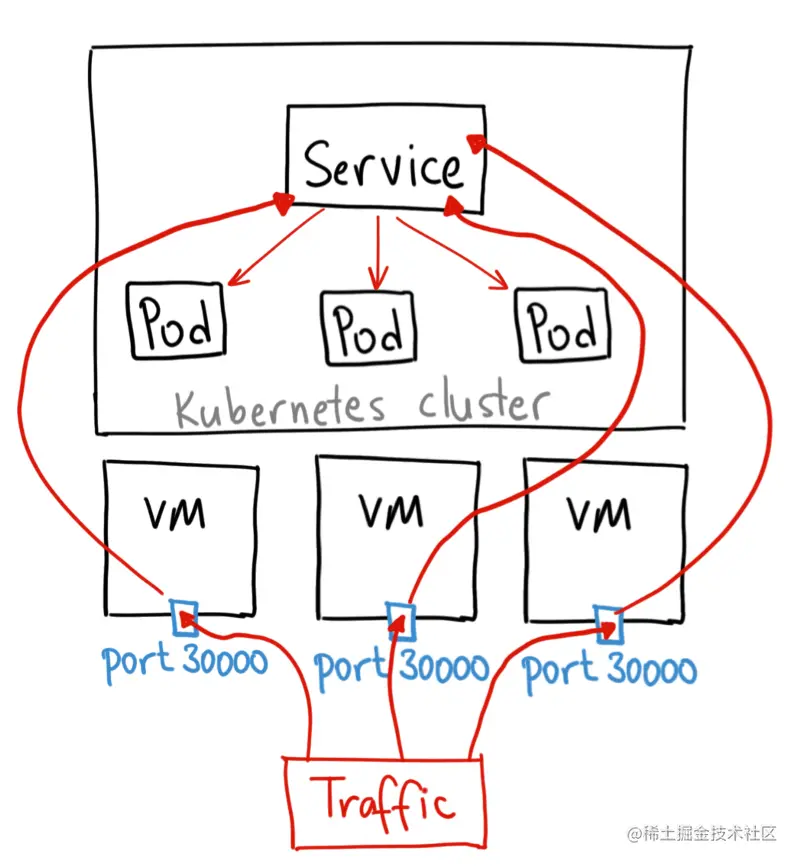 Service
Pod Pod Pod
Kubernetes cluster
VM VM VM
port 30000 port 30000 port 30000
Traffic
@稀土掘金技术社区